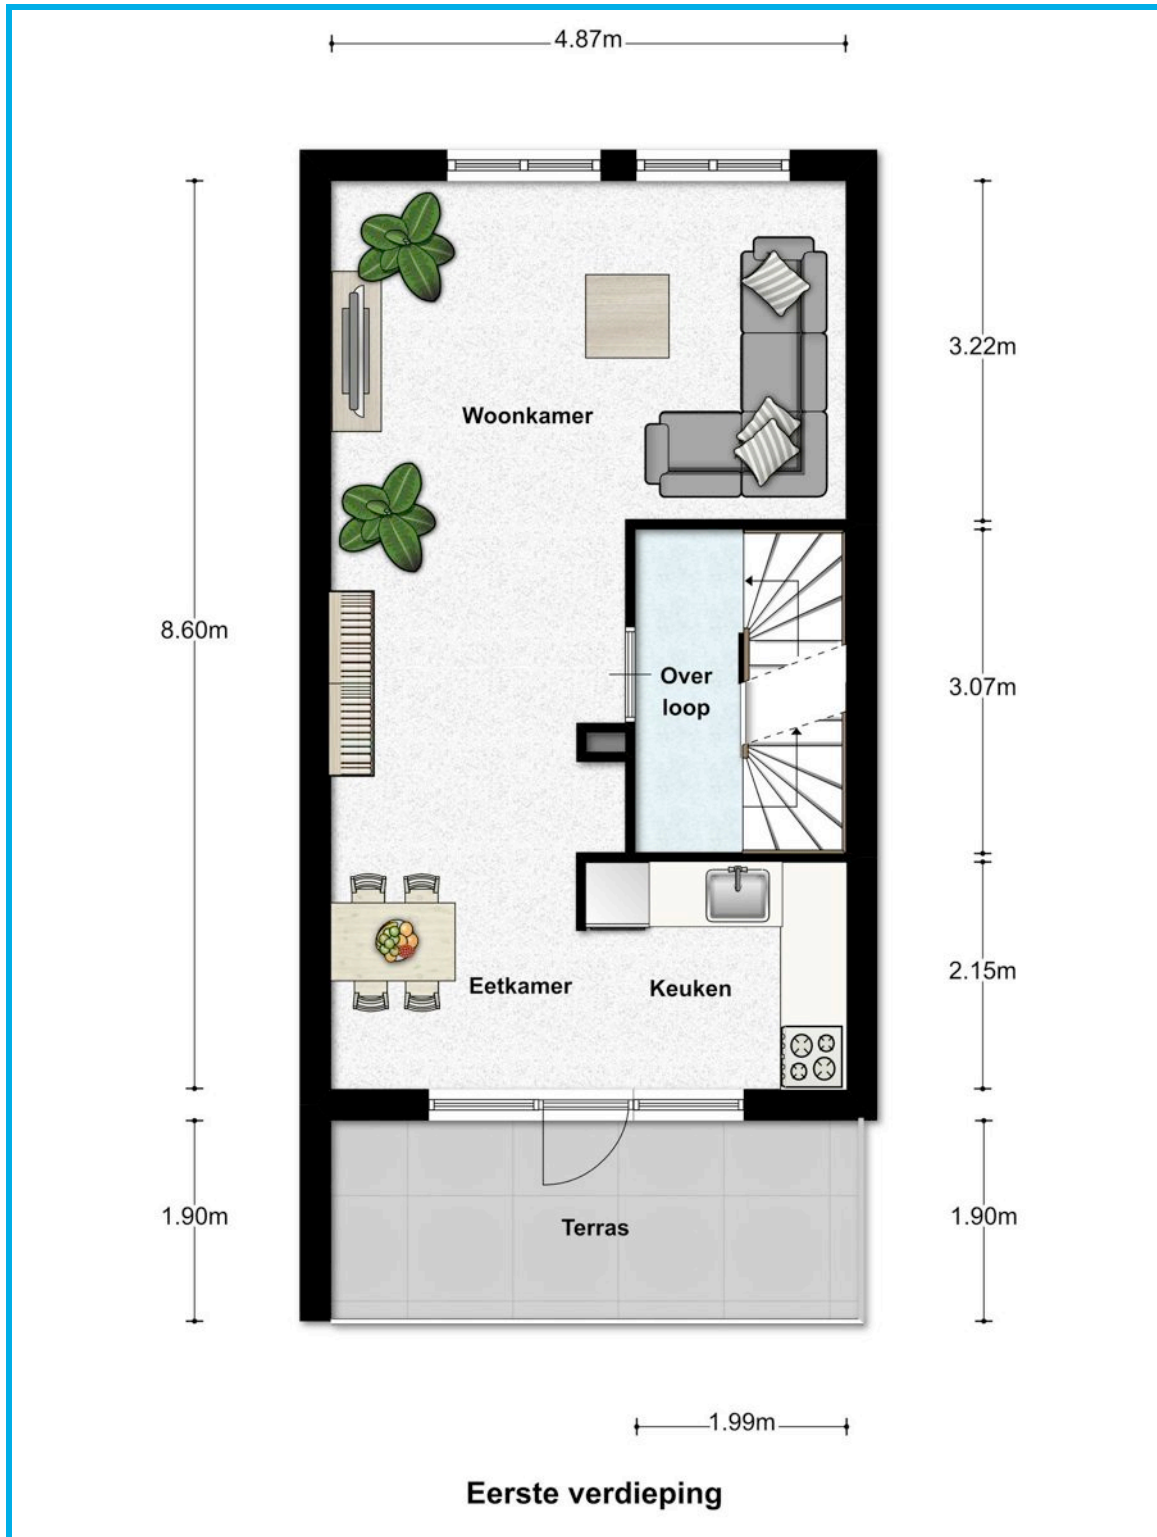 4.87m
3.22m
Woonkamer
8.60m
Over
loop
3.07m
2.15m
Eetkamer
Keuken
1.90m
Terras
1.90m
1.99m
Eerste verdieping